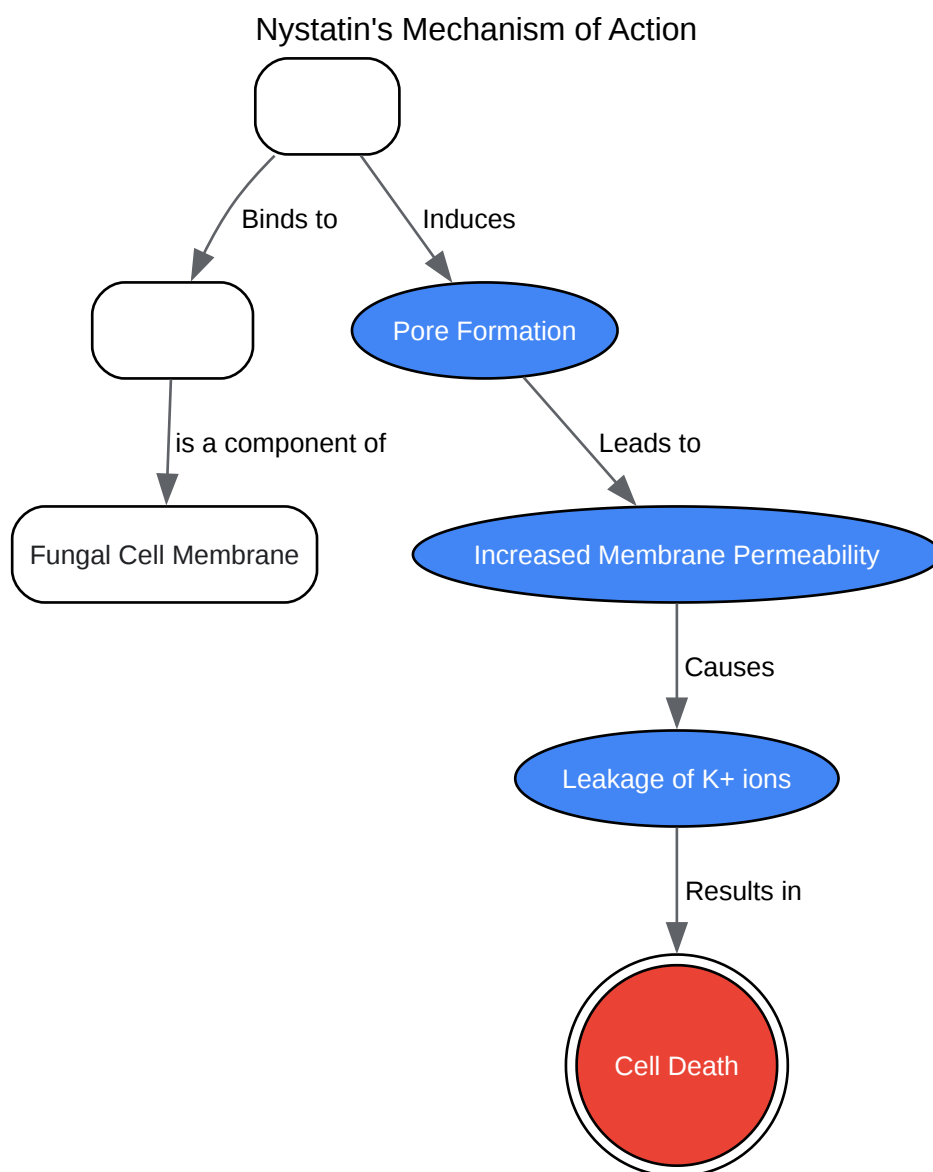 Nystatin's Mechanism of Action
Binds to
Induces
Pore Formation
is a component of
Leads to
Fungal Cell Membrane
Increased Membrane Permeability
Causes
Leakage of K+ ions
Results in
Cell Death